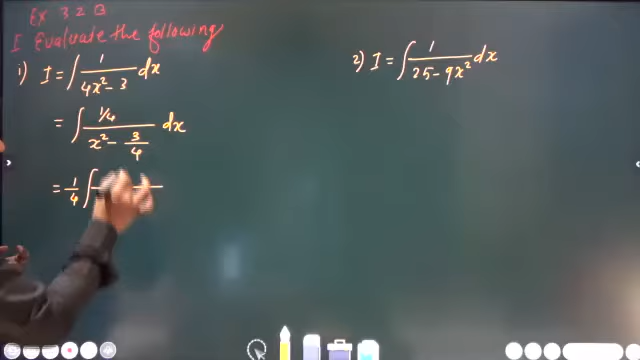 Ex 3.2 B
I Evaluate the following
i) I = ∫ 1/(4x² - 3) dx
= ∫ (1/4)/(x² - 3/4) dx
= 1/4 ∫
2) I = ∫ 1/(25 - 9x²) dx